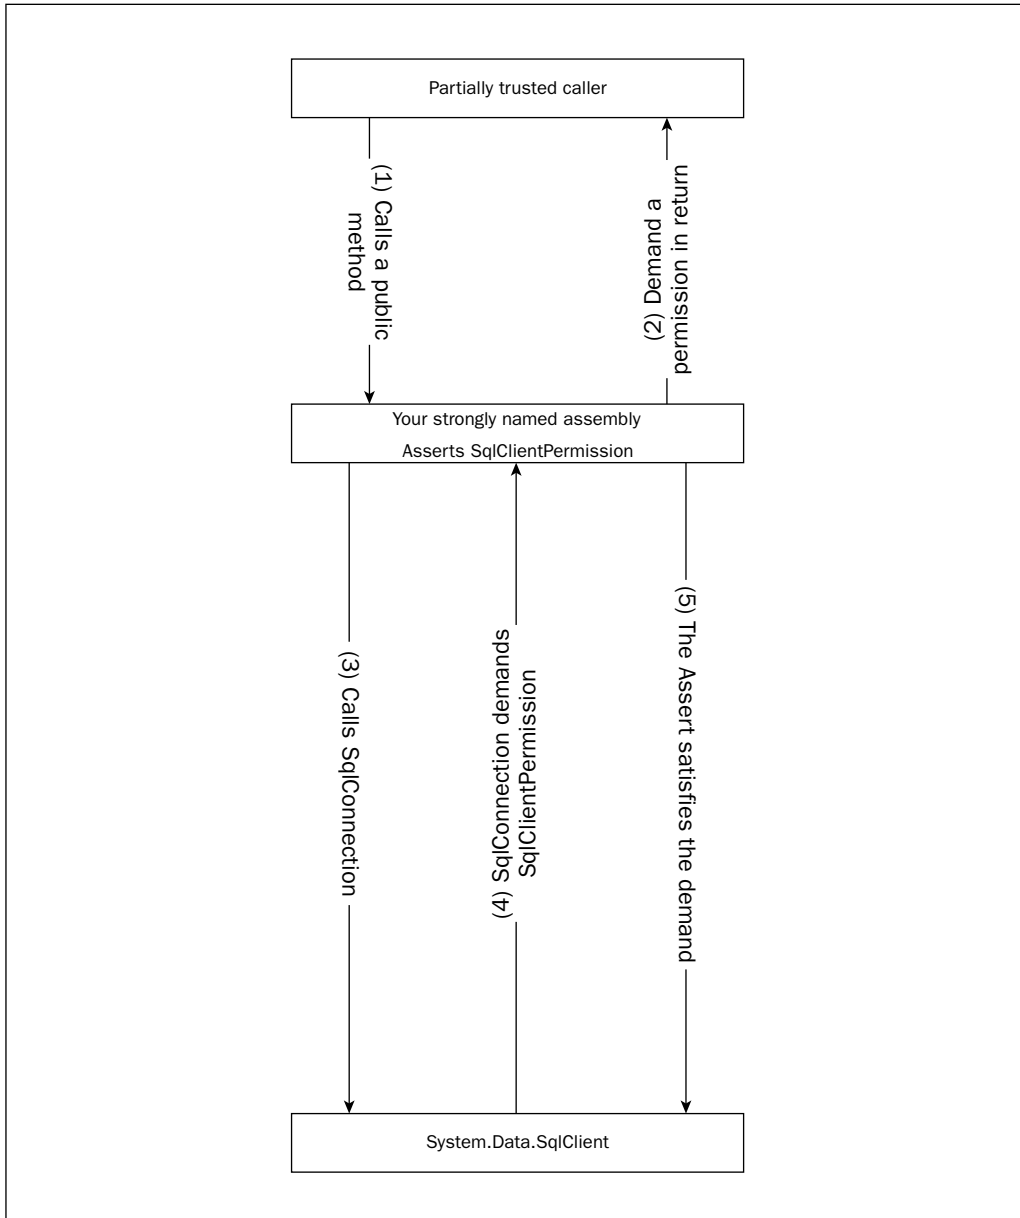 Partially trusted caller
(1) Calls a public
method
(2) Demand a
permission in return
Your strongly named assembly
Asserts SqlClientPermission
(3) Calls SqlConnection
(4) SqlConnection demands
SqlClientPermission
(5) The Assert satisfies the demand
System.Data.SqlClient